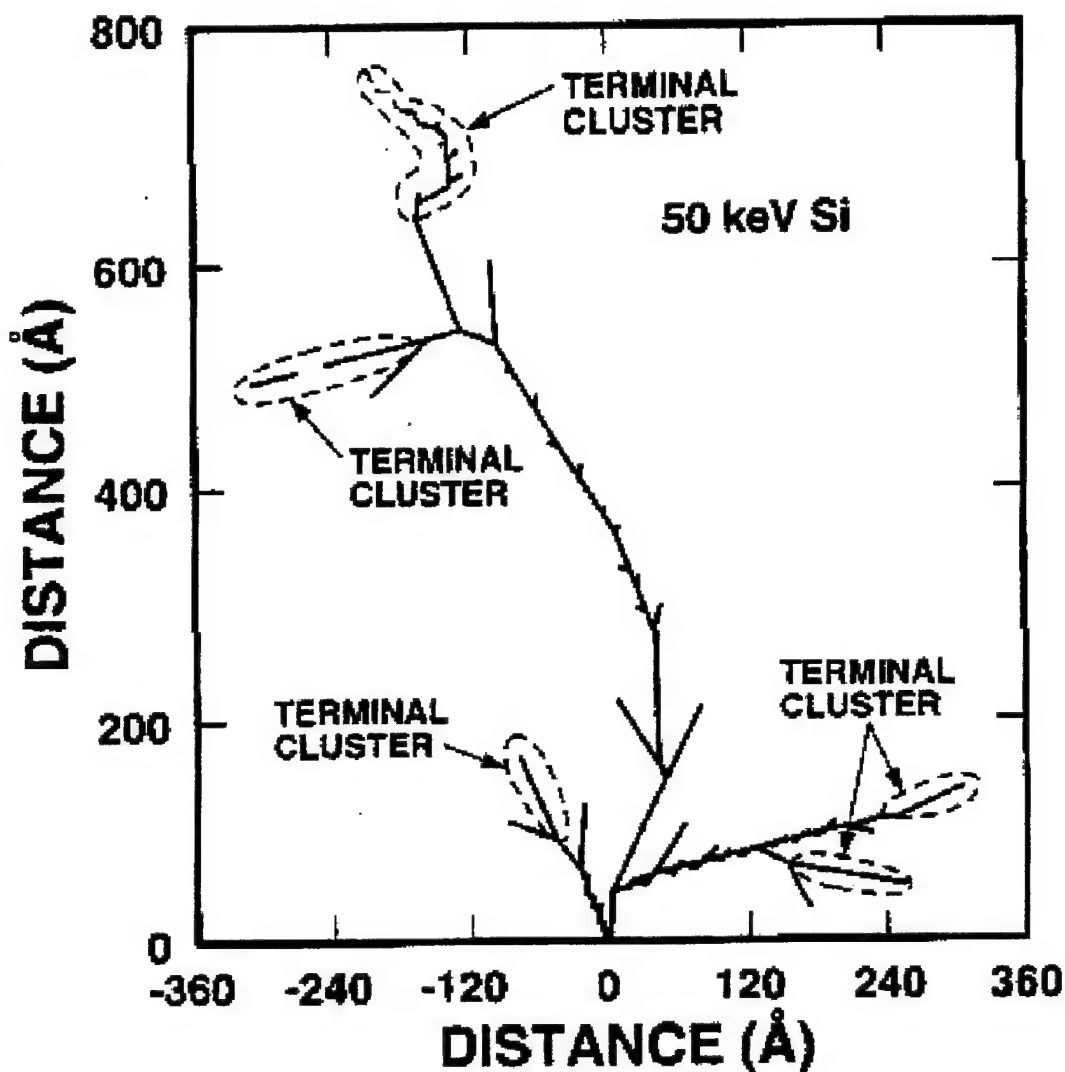 800
TERMINAL
CLUSTER
50 keV Si
600
TERMINAL
CLUSTER
400
DISTANCE (Å)
TERMINAL
CLUSTER
TERMINAL
CLUSTER
200
0
-360 -240 -120 0 120 240 360
DISTANCE (Å)